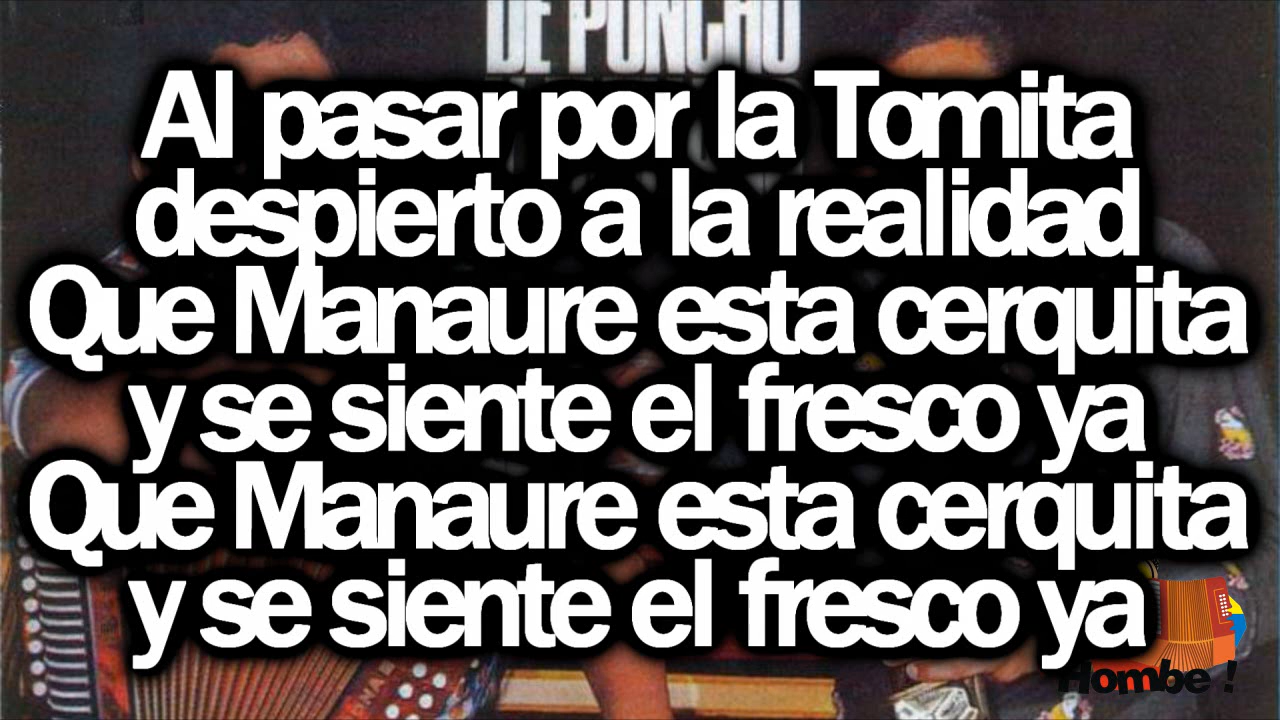 DE PONCHO
Al pasar por la Tomita
despierto a la realidad
Que Manaure esta cerquita
y se siente el fresco ya
Que Manaure esta cerquita
y se siente el fresco ya
Hombe !